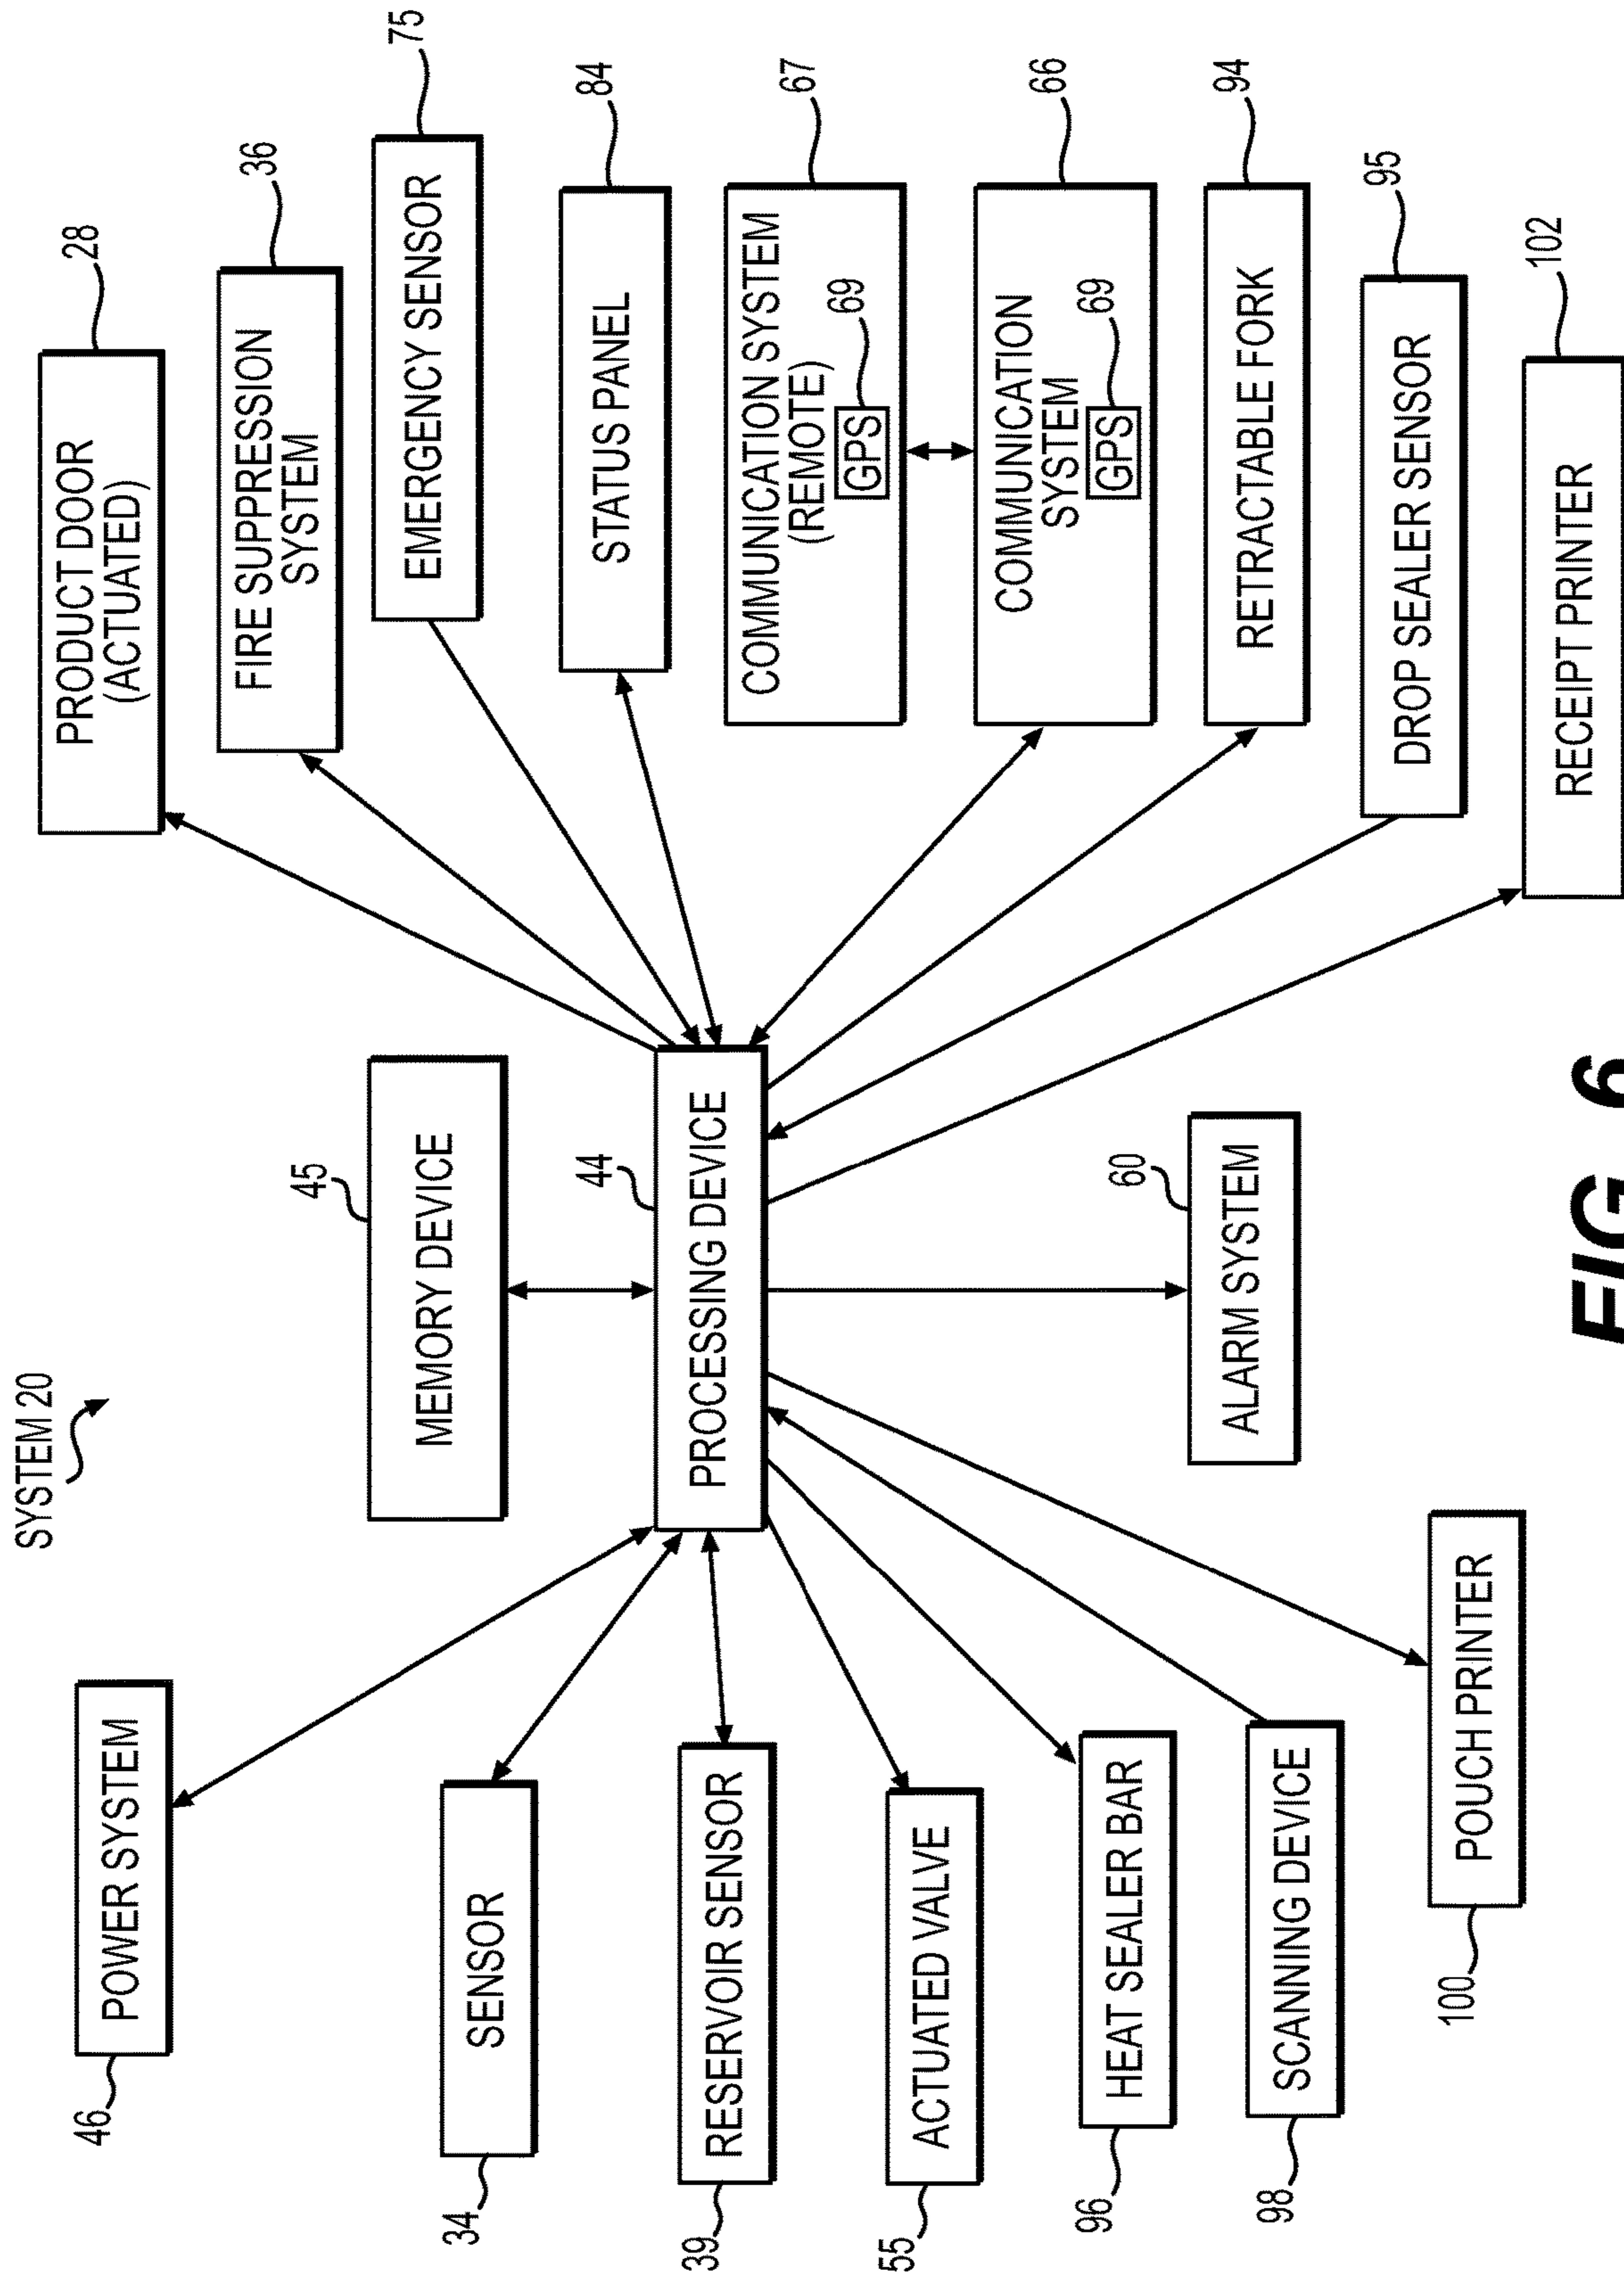 SYSTEM 20
46
POWER SYSTEM
34
SENSOR
39
RESERVOIR SENSOR
55
ACTUATED VALVE
96
HEAT SEALER BAR
98
SCANNING DEVICE
100
POUCH PRINTER
45
MEMORY DEVICE
44
PROCESSING DEVICE
60
ALARM SYSTEM
28
PRODUCT DOOR
(ACTUATED)
36
FIRE SUPPRESSION
SYSTEM
75
EMERGENCY SENSOR
84
STATUS PANEL
67
COMMUNICATION SYSTEM
(REMOTE)
69
GPS
66
COMMUNICATION
SYSTEM
69
GPS
94
RETRACTABLE FORK
95
DROP SEALER SENSOR
102
RECEIPT PRINTER
FIG. 6